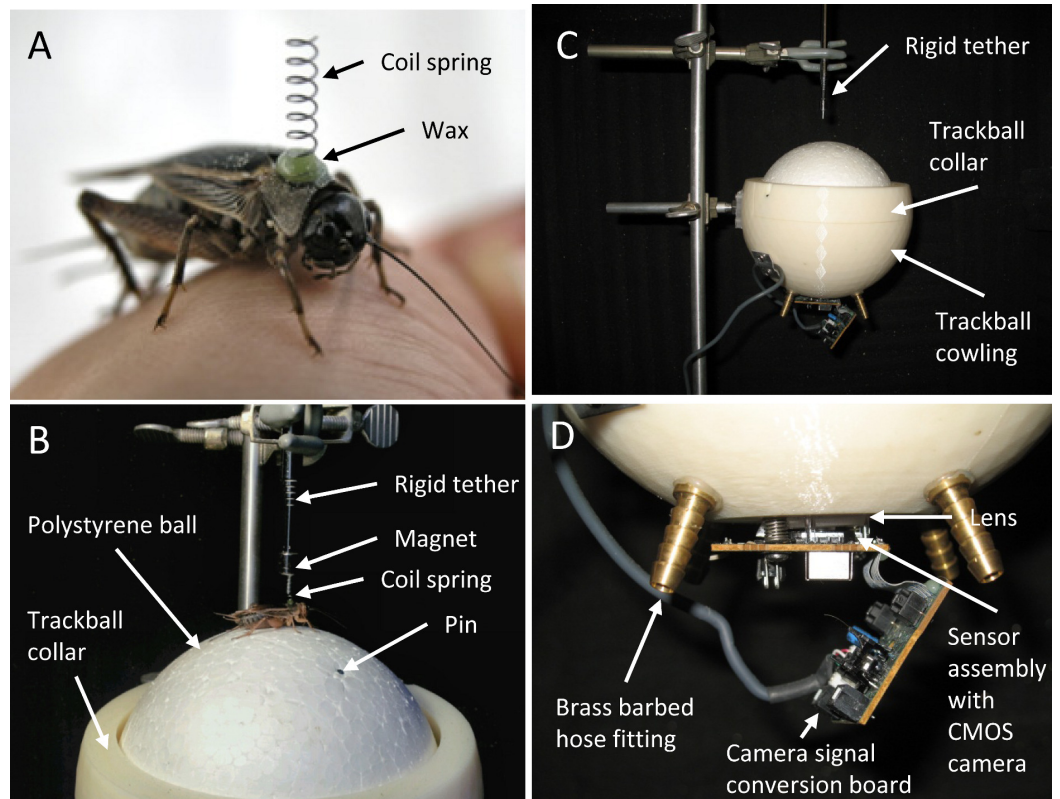 A
Coil spring
Wax
B
Rigid tether
Polystyrene ball
Magnet
Coil spring
Trackball
collar
Pin
C
Rigid tether
Trackball
collar
Trackball
cowling
D
Lens
Sensor
assembly
with
CMOS
camera
Brass barbed
hose fitting
Camera signal
conversion board